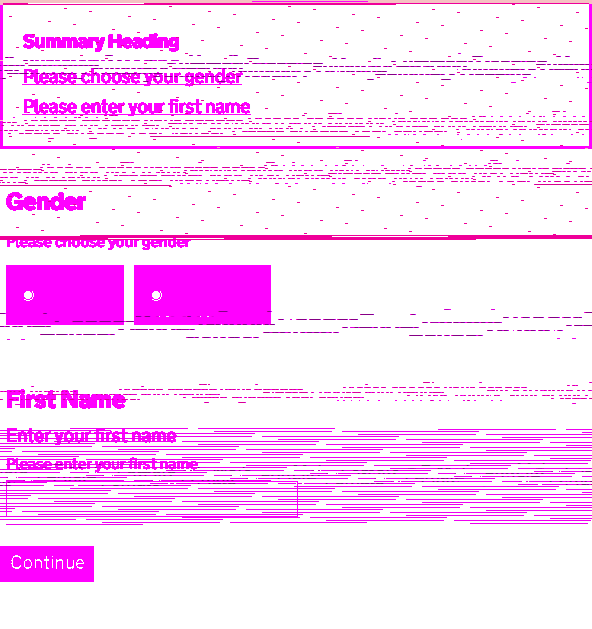 Summary Heading
Please choose your gender
Please enter your first name
Gender
Please choose your gender
First Name
Enter your first name
Please enter your first name
Continue